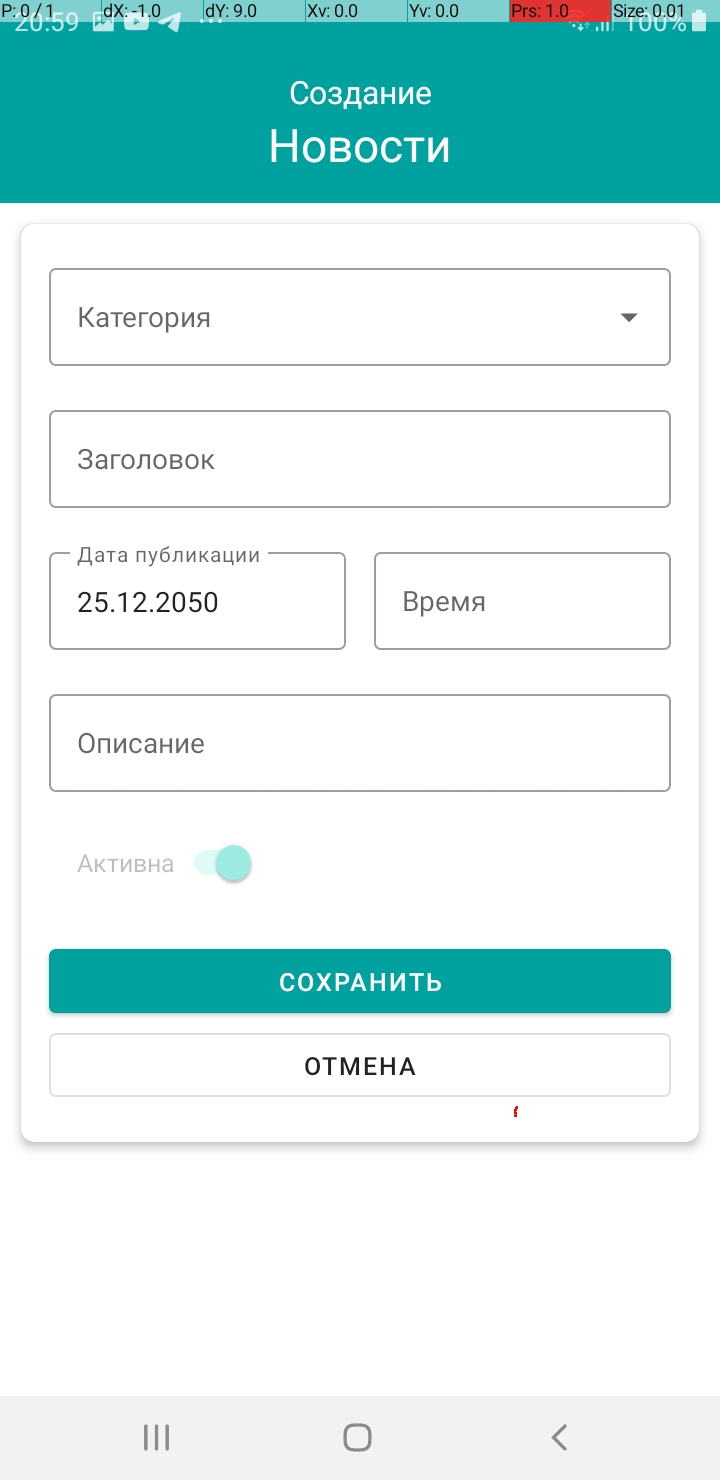 P: 0 / 1 dX: -1.0 dY: 9.0 Xv: 0.0 Yv: 0.0 Prs: 1.0 Size: 0.01
20:59 100%
Создание
Новости
Категория
Заголовок
Дата публикации
25.12.2050 Время
Описание
Активна
СОХРАНИТЬ
ОТМЕНА